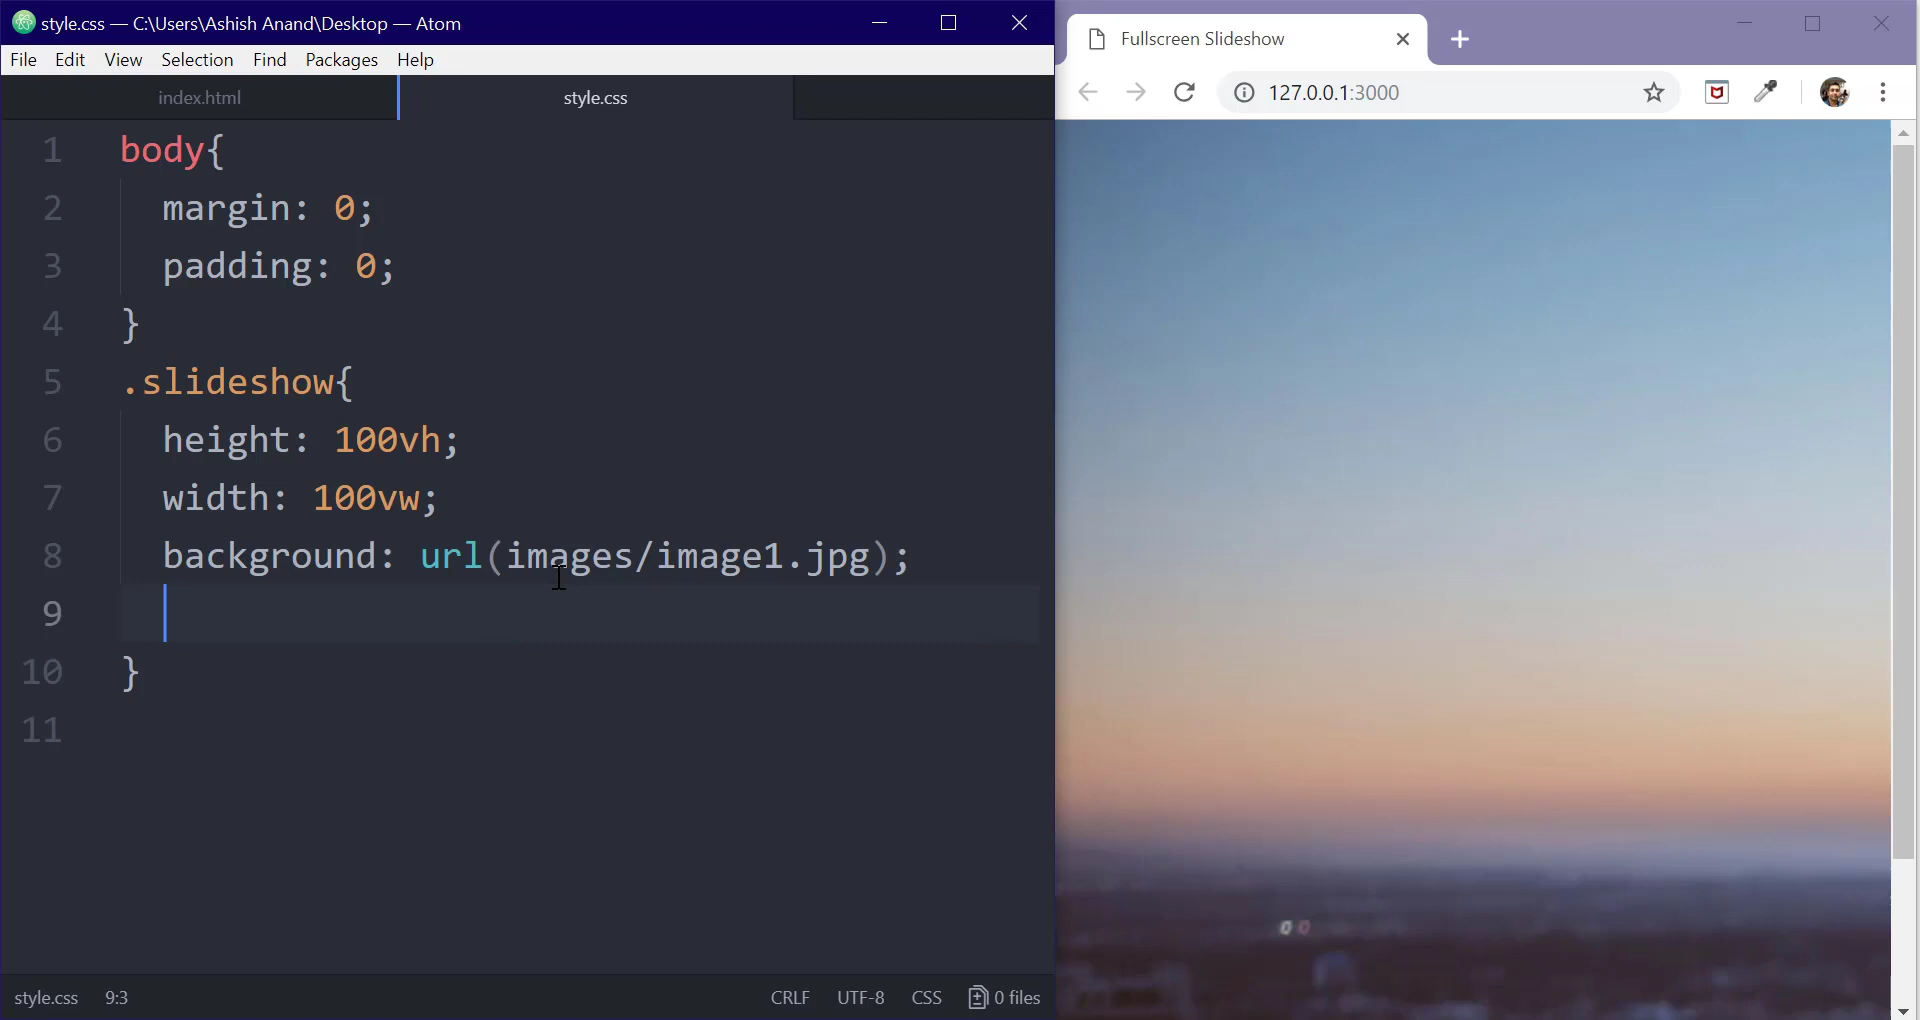 style.css — C:\Users\Ashish Anand\Desktop — Atom
File Edit View Selection Find Packages Help
index.html style.css
1 body{
2 margin: 0;
3 padding: 0;
4 }
5 .slideshow{
6 height: 100vh;
7 width: 100vw;
8 background: url(images/image1.jpg);
9
10 }
11
style.css 9:3 CRLF UTF-8 CSS 0 files
Fullscreen Slideshow
127.0.0.1:3000